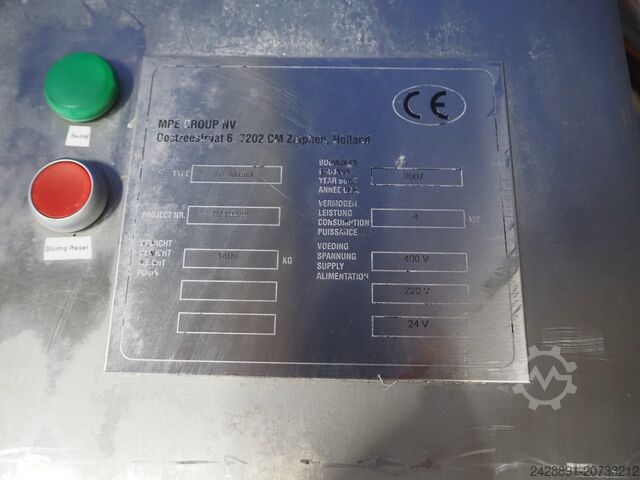 MPE GROUP NV
Oostzeestraat 6 7202 CM Zutphen, Holland
CE
TYPE
BOUWJAAR
BAUJAHR
YEAR BUILT
ANNEE
2007
PROJECT NR.
VERMOGEN
LEISTUNG
CONSUMPTION
PUISSANCE
4
KW
GEWICHT
GEWICHT
WEIGHT
POIDS
1400
KG
VOEDING
SPANNUNG
SUPPLY
ALIMENTATION
400 V
220 V
24 V
Storing Reset
2428891-20733212